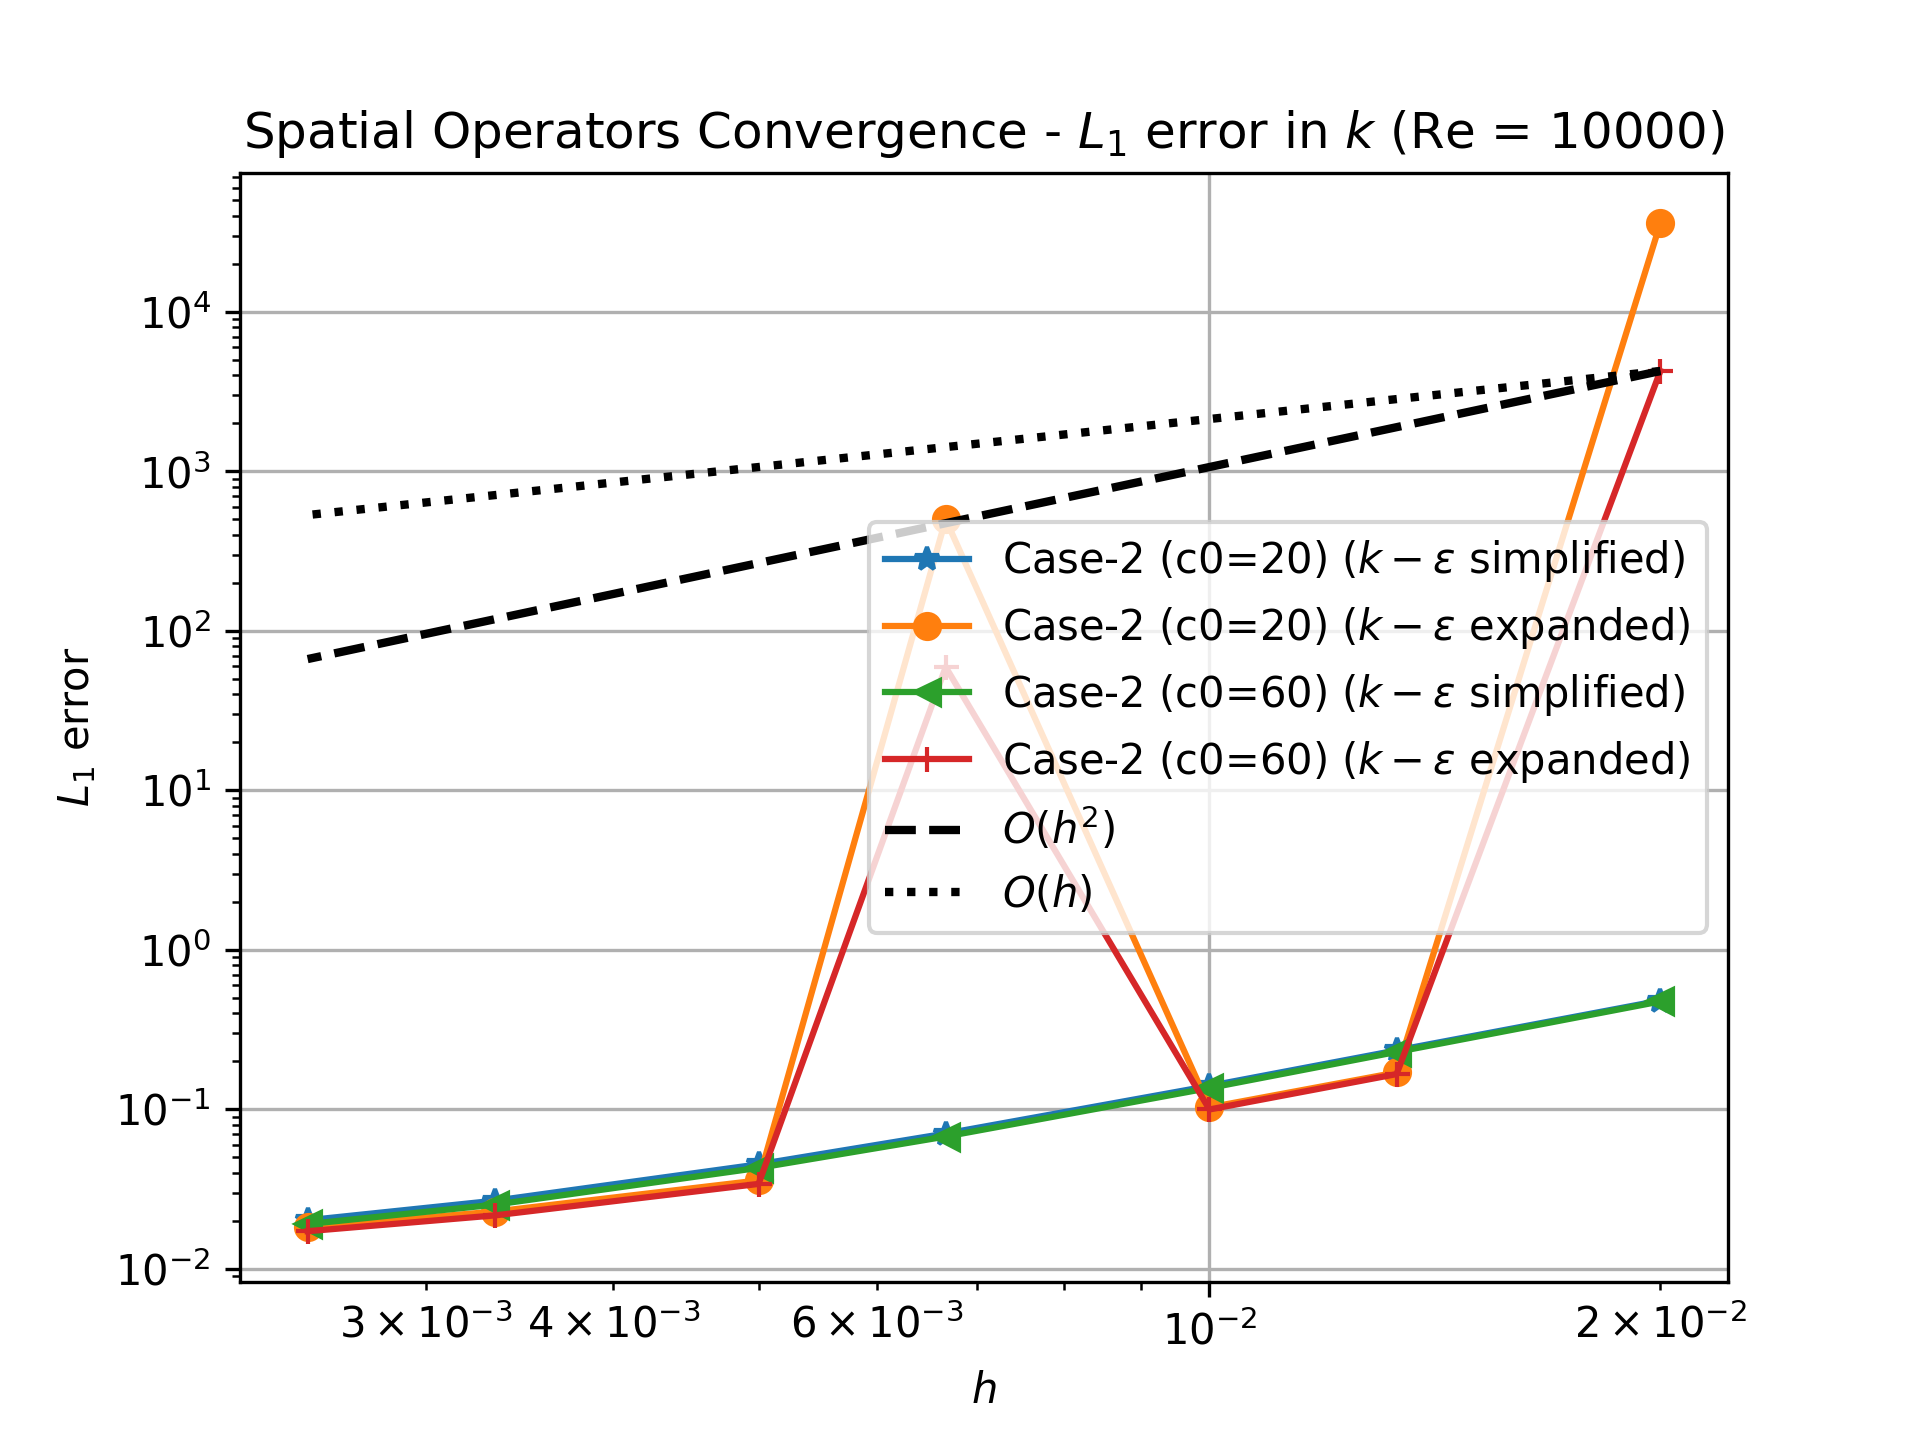 Spatial Operators Convergence - L₁ error in k (Re = 10000)
L₁ error
10⁴
10³
10²
10¹
10⁰
10⁻¹
10⁻²
Case-2 (c0=20) (k − ε simplified)
Case-2 (c0=20) (k − ε expanded)
Case-2 (c0=60) (k − ε simplified)
Case-2 (c0=60) (k − ε expanded)
O(h²)
O(h)
3 × 10⁻³ 4 × 10⁻³ 6 × 10⁻³ 10⁻² 2 × 10⁻²
h